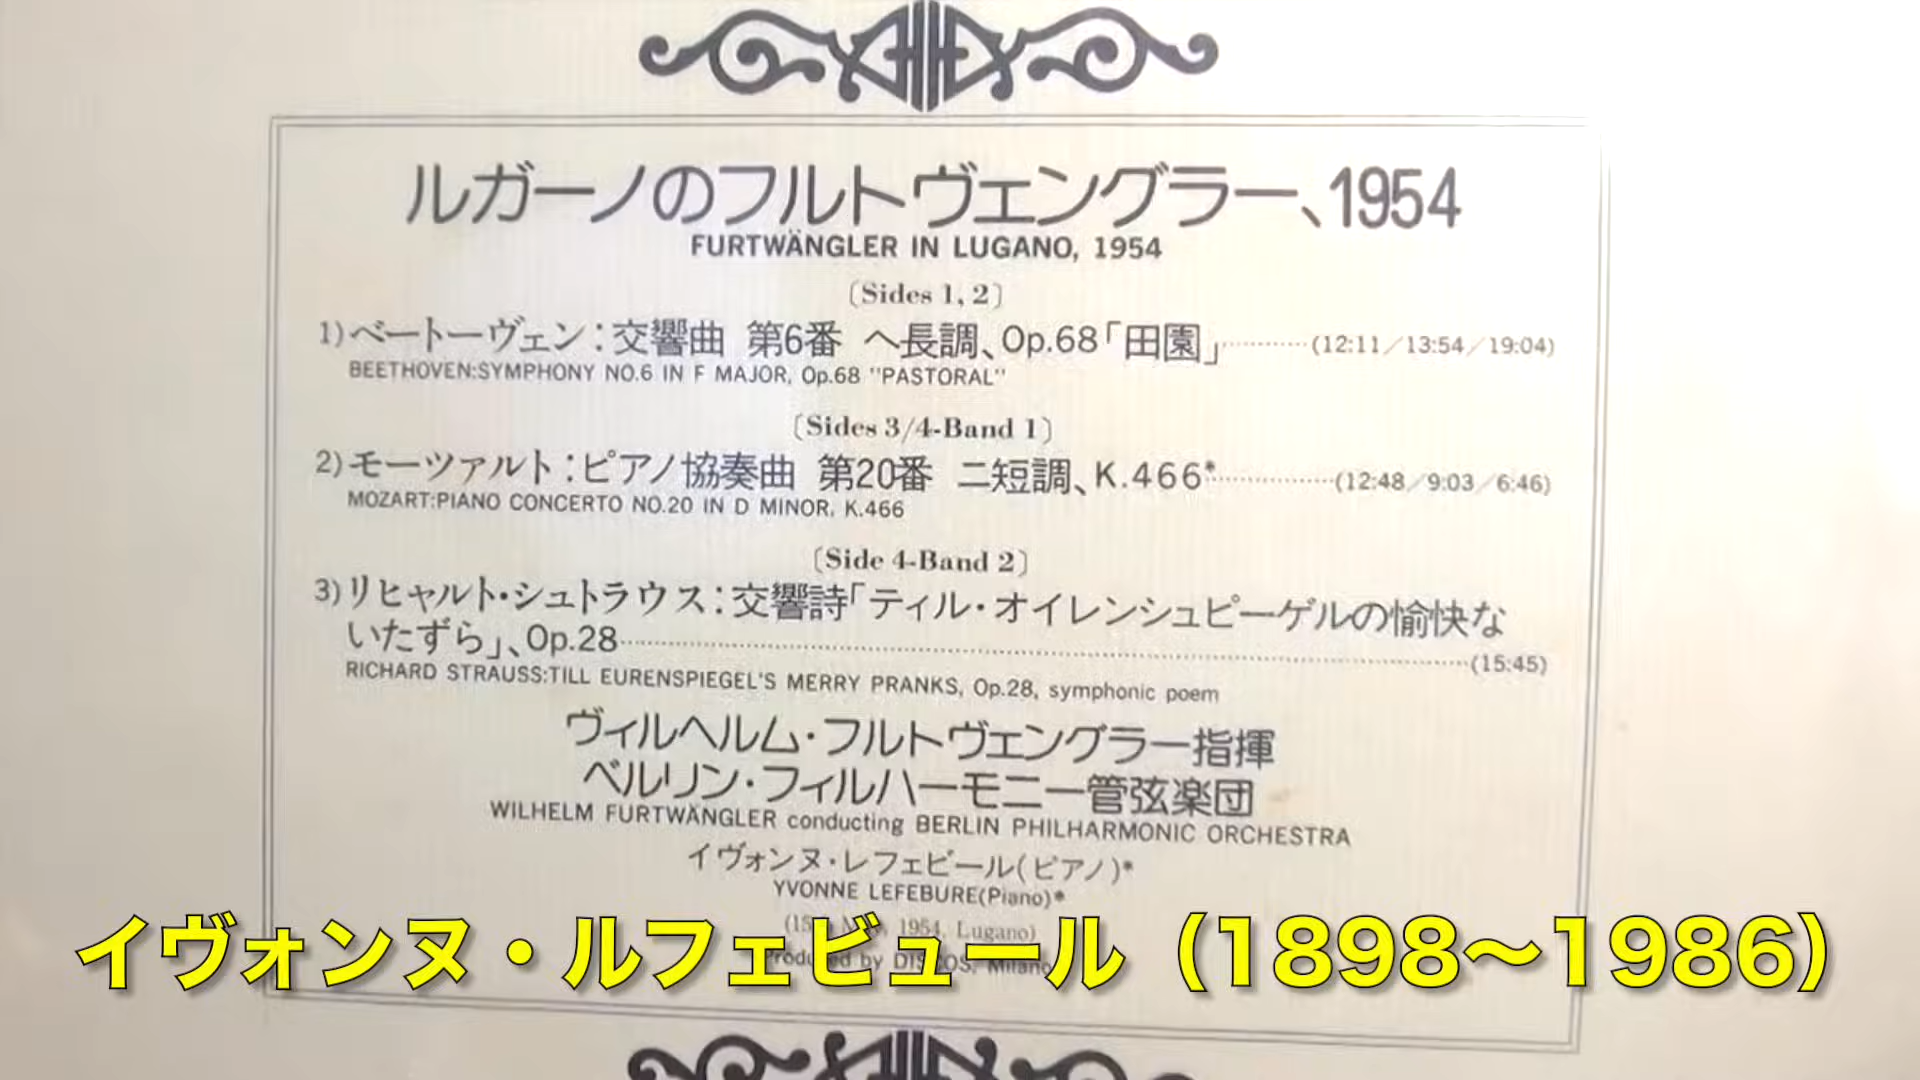 ルガーノのフルトヴェングラー、1954
FURTWÄNGLER IN LUGANO, 1954
〔Sides 1, 2〕
1)ベートーヴェン:交響曲 第6番 ヘ長調、Op.68「田園」…………(12:11/13:54/19:04)
BEETHOVEN:SYMPHONY NO.6 IN F MAJOR, Op.68 "PASTORAL"
〔Sides 3/4-Band 1〕
2)モーツァルト:ピアノ協奏曲 第20番 ニ短調、K.466*…………(12:48/9:03/6:46)
MOZART:PIANO CONCERTO NO.20 IN D MINOR, K.466
〔Side 4-Band 2〕
3)リヒャルト・シュトラウス:交響詩「ティル・オイレンシュピーゲルの愉快な
いたずら」、Op.28…………(15:45)
RICHARD STRAUSS:TILL EURENSPIEGEL'S MERRY PRANKS, Op.28, symphonic poem
ヴィルヘルム・フルトヴェングラー指揮
ベルリン・フィルハーモニー管弦楽団
WILHELM FURTWÄNGLER conducting BERLIN PHILHARMONIC ORCHESTRA
イヴォンヌ・レフェビール(ピアノ)*
YVONNE LEFEBURE(Piano)*
1954, Lugano)
by Milano
イヴォンヌ・ルフェビュール（1898〜1986）